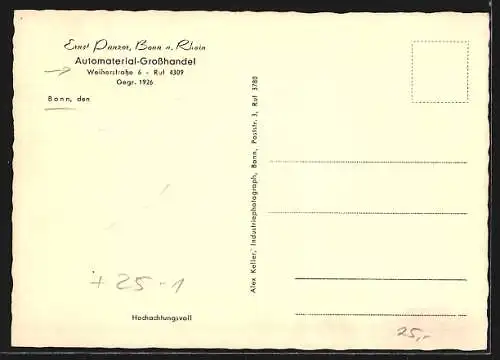 Ernst Panzer, Bonn a. Rhein
Automaterial-Großhandel
Weiherstraße 6 - Ruf 4309
Gegr. 1926
Bonn, den
Alex Keller, Industriephotograph, Bonn, Poststr. 3, Ruf 3780
+ 25-1
Hochachtungsvoll
25,-